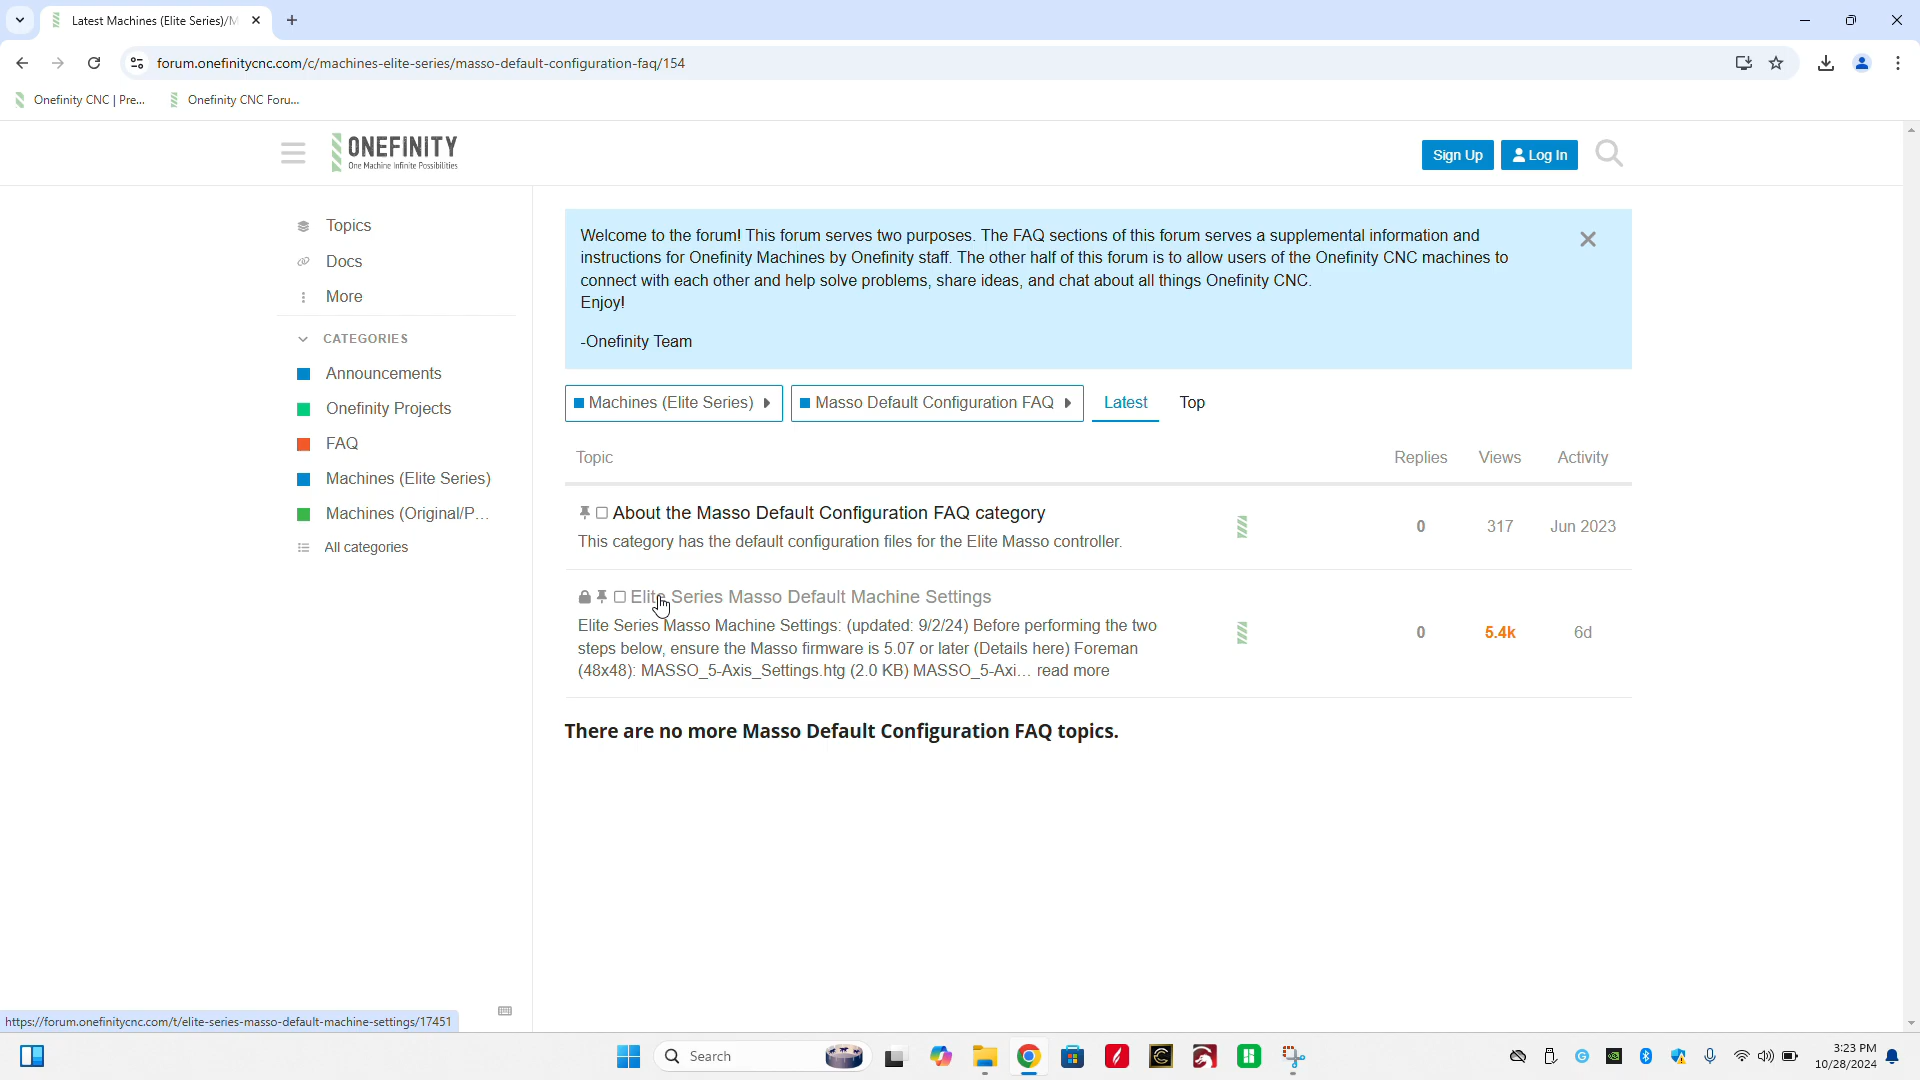 Latest Machines (Elite Series)/M
forum.onefinitycnc.com/c/machines-elite-series/masso-default-configuration-faq/154
Onefinity CNC | Pre...
Onefinity CNC Foru...
ONEFINITY
One Machine Infinite Possibilities
Sign Up
Log In
Topics
Docs
More
CATEGORIES
Announcements
Onefinity Projects
FAQ
Machines (Elite Series)
Machines (Original/P...
All categories
Welcome to the forum! This forum serves two purposes. The FAQ sections of this forum serves a supplemental information and
instructions for Onefinity Machines by Onefinity staff. The other half of this forum is to allow users of the Onefinity CNC machines to
connect with each other and help solve problems, share ideas, and chat about all things Onefinity CNC.
Enjoy!
-Onefinity Team
Machines (Elite Series)
Masso Default Configuration FAQ
Latest
Top
Topic
Replies
Views
Activity
About the Masso Default Configuration FAQ category
This category has the default configuration files for the Elite Masso controller.
0
317
Jun 2023
Elite Series Masso Default Machine Settings
Elite Series Masso Machine Settings: (updated: 9/2/24) Before performing the two
steps below, ensure the Masso firmware is 5.07 or later (Details here) Foreman
(48x48): MASSO_5-Axis_Settings.htg (2.0 KB) MASSO_5-Axi... read more
0
5.4k
6d
There are no more Masso Default Configuration FAQ topics.
https://forum.onefinitycnc.com/t/elite-series-masso-default-machine-settings/17451
Search
3:23 PM
10/28/2024